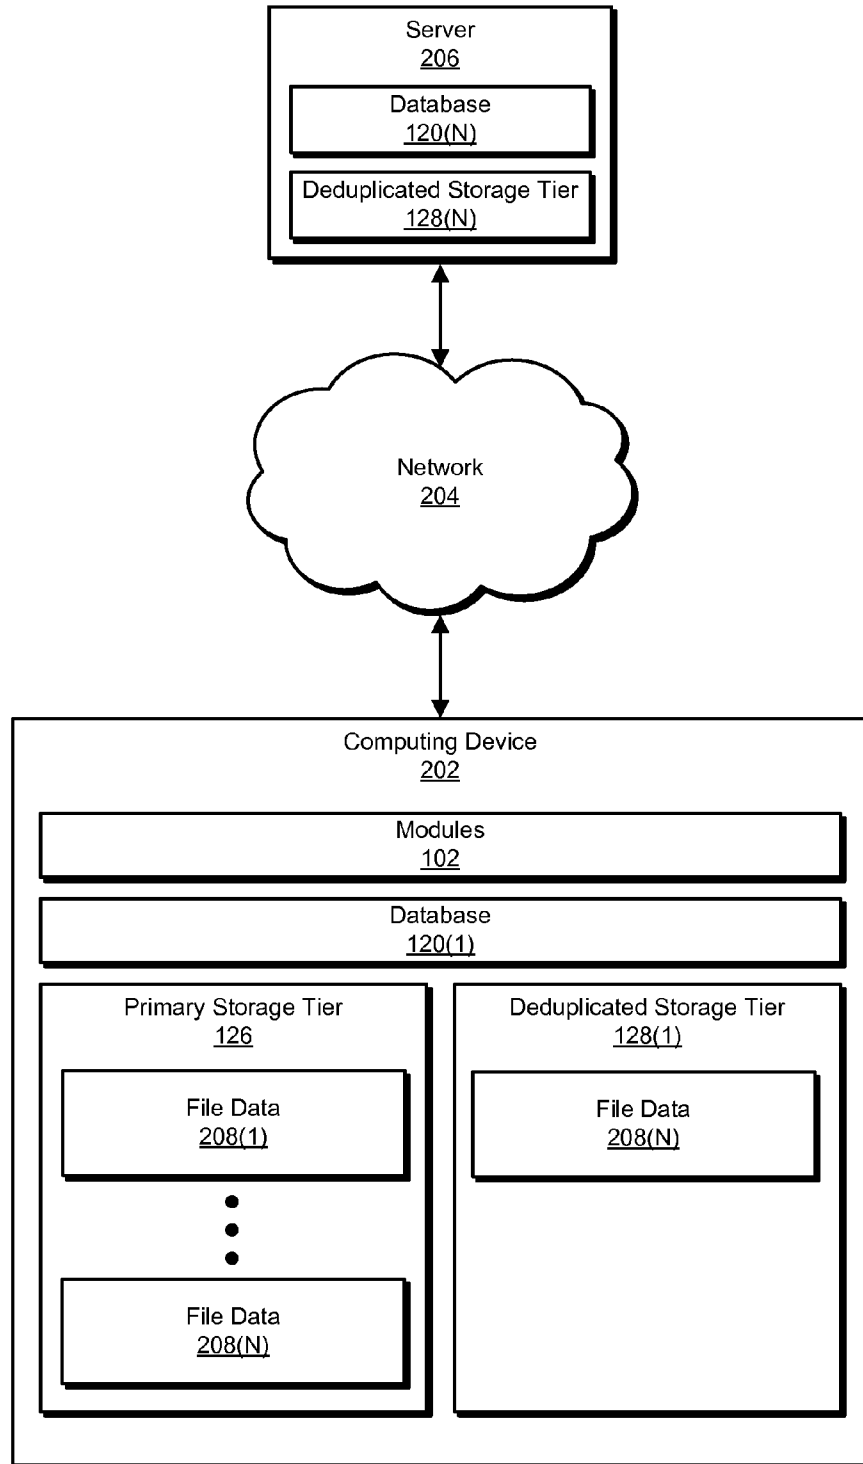 Server
206
Database
120(N)
Deduplicated Storage Tier
128(N)
Network
204
Computing Device
202
Modules
102
Database
120(1)
Primary Storage Tier
126
File Data
208(1)
File Data
208(N)
Deduplicated Storage Tier
128(1)
File Data
208(N)